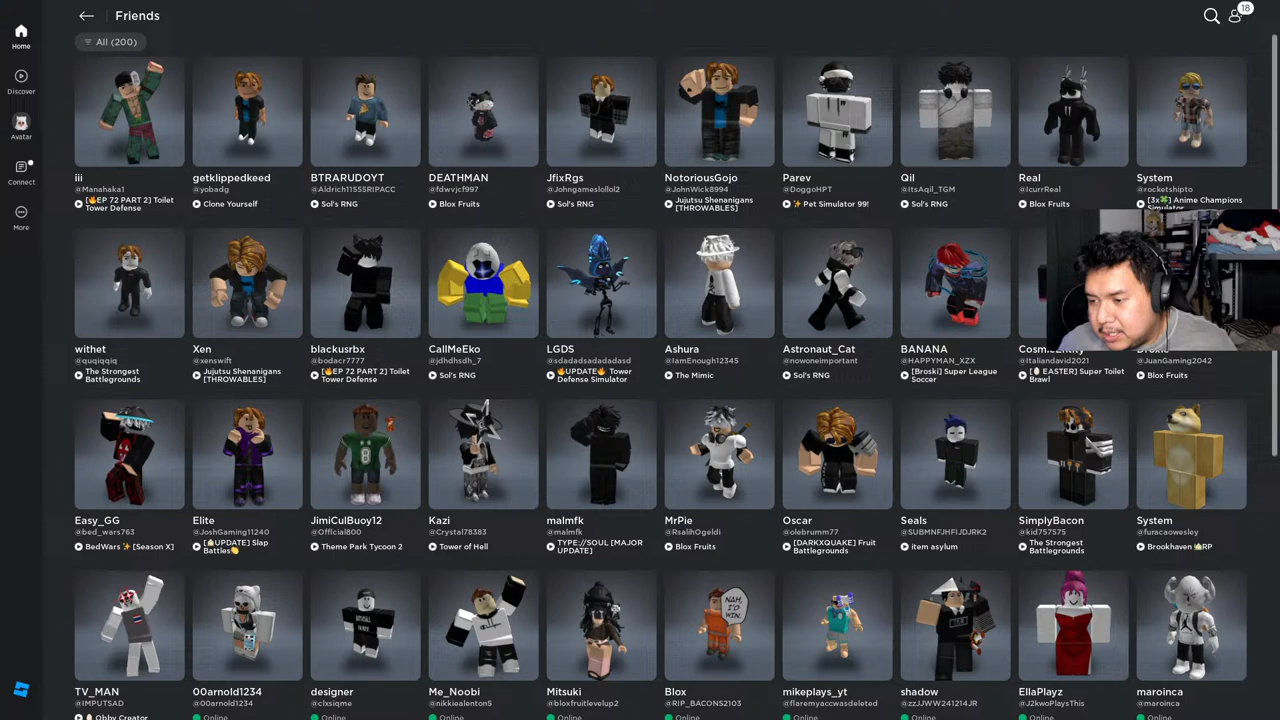 Friends
18
Home
Discover
Avatar
Connect
More
All (200)
iii
@Manahaka1
[🔥EP 72 PART 2] Toilet
Tower Defense
getklippedkeed
@yobadg
Clone Yourself
BTRARUDOYT
@Aldrich11555RIPACC
Sol's RNG
DEATHMAN
@fdwvjcf997
Blox Fruits
JfixRgs
@Johngameslollol2
Sol's RNG
NotoriousGojo
@JohnWick8994
Jujutsu Shenanigans
[THROWABLES]
Parev
@DoggoHPT
✨ Pet Simulator 99!
Qil
@ItsAqil_TGM
Sol's RNG
Real
@IcurrReal
Blox Fruits
System
@rocketshipto
[3x🍀] Anime Champions
Simulator
withet
@quqiqqiq
The Strongest
Battlegrounds
Xen
@xenswift
Jujutsu Shenanigans
[THROWABLES]
blackusrbx
@bodacr7777
[🔥EP 72 PART 2] Toilet
Tower Defense
CallMeEko
@jdhdhsdh_7
Sol's RNG
LGDS
@sdadadsadadadasd
🔥UPDATE🔥 Tower
Defense Simulator
Ashura
@IamEnough12345
The Mimic
Astronaut_Cat
@nowoneimportant
Sol's RNG
BANANA
@HAPPYMAN_XZX
[Broski] Super League
Soccer
@Italiandavid2021
[🥚 EASTER] Super Toilet
Brawl
@JuanGaming2042
Blox Fruits
Easy_GG
@bed_wars763
BedWars ✨ [Season X]
Elite
@JoshGaming11240
UPDATE] Slap
Battles👏
8
JimiCulBuoy12
@Official800
Theme Park Tycoon 2
Kazi
@Crystal78383
Tower of Hell
malmfk
@malmfk
TYPE://SOUL [MAJOR
UPDATE]
MrPie
@RsalihOgeldi
Blox Fruits
Oscar
@olebrumm77
[DARKXQUAKE] Fruit
Battlegrounds
Seals
@SUBMNFJHFIJDJRK2
item asylum
SimplyBacon
@kid757575
The Strongest
Battlegrounds
System
@furacaowesley
Brookhaven 🏡RP
TV_MAN
@IMPUTSAD
Obby Creator
00arnold1234
@00arnold1234
Online
designer
@clxsiqme
Online
Me_Noobi
@nikkiealenton5
Online
Mitsuki
@bloxfruitlevelup2
Online
NAH,
I'D
WIN.
Blox
@RIP_BACONS2103
Online
mikeplays_yt
@flaremyaccwasdeleted
Online
shadow
@zzJJWW241214JR
Online
EllaPlayz
@J2kwoPlaysThis
Online
maroinca
@maroinca
Online